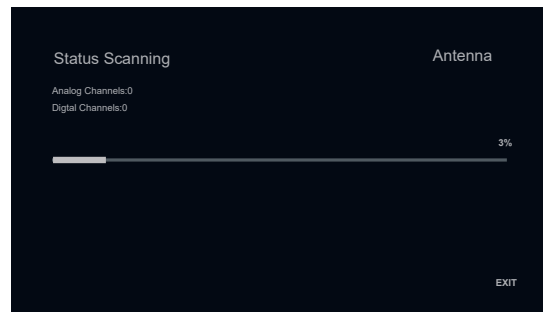 Status Scanning
Antenna
Analog Channels:0
Digtal Channels:0
3%
EXIT